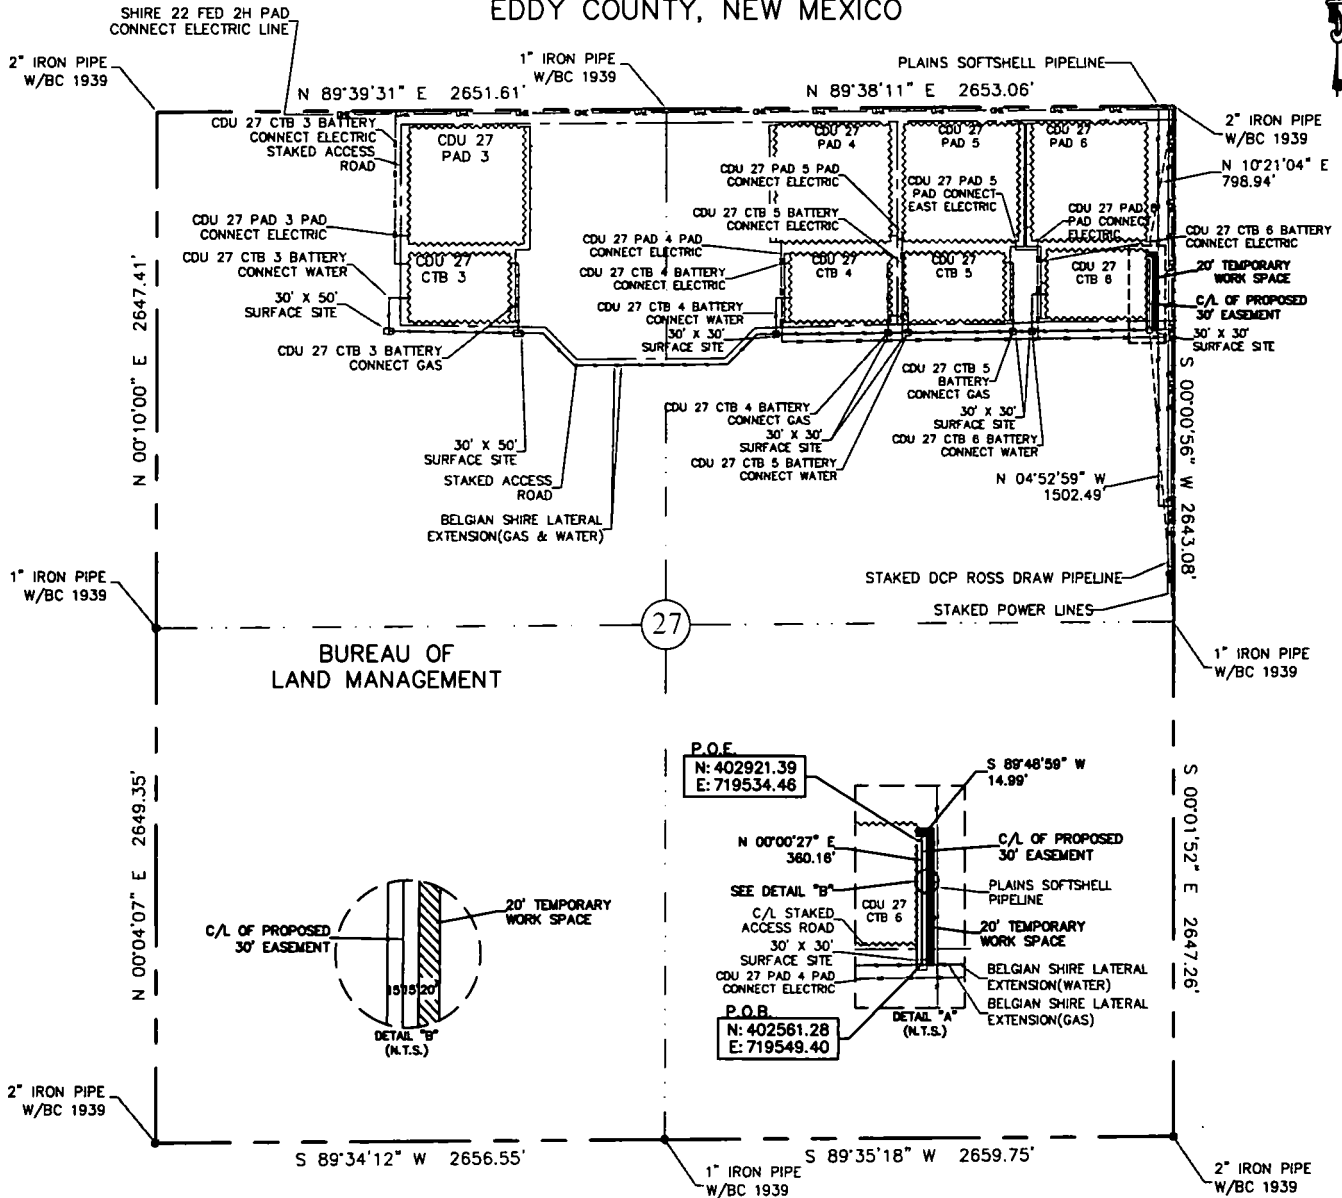 EDDY COUNTY, NEW MEXICO
SHIRE 22 FED 2H PAD
CONNECT ELECTRIC LINE
2" IRON PIPE
W/BC 1939
1" IRON PIPE
W/BC 1939
PLAINS SOFTSHELL PIPELINE
N 89°39'31" E 2651.61'
N 89°38'11" E 2653.06'
2" IRON PIPE
W/BC 1939
N 10°21'04" E
798.94'
CDU 27 CTB 3 BATTERY
CONNECT ELECTRIC
STAKED ACCESS
ROAD
CDU 27
PAD 3
CDU 27
PAD 4
CDU 27
PAD 5
CDU 27
PAD 6
CDU 27 PAD 5 PAD
CONNECT ELECTRIC
CDU 27 PAD 5
PAD CONNECT
EAST ELECTRIC
CDU 27 PAD 3 PAD
CONNECT ELECTRIC
CDU 27 CTB 5 BATTERY
CONNECT ELECTRIC
CDU 27 PAD
PAD CONNECT
ELECTRIC
CDU 27 CTB 6 BATTERY
CONNECT ELECTRIC
CDU 27 PAD 4 PAD
CONNECT ELECTRIC
CDU 27 CTB 3 BATTERY
CONNECT WATER
CDU 27
CTB 3
CDU 27 CTB 4 BATTERY
CONNECT ELECTRIC
CDU 27
CTB 4
CDU 27
CTB 5
CDU 27
CTB 6
20' TEMPORARY
WORK SPACE
30' X 50'
SURFACE SITE
CDU 27 CTB 4 BATTERY
CONNECT WATER
C/L OF PROPOSED
30' EASEMENT
30' X 30'
SURFACE SITE
30' X 30'
SURFACE SITE
CDU 27 CTB 3 BATTERY
CONNECT GAS
CDU 27 CTB 5
BATTERY
CONNECT GAS
N 00°10'00" E 2647.41'
S 00°00'56" W 2643.08'
CDU 27 CTB 4 BATTERY
CONNECT GAS
30' X 30'
SURFACE SITE
CDU 27 CTB 5 BATTERY
CONNECT WATER
30' X 30'
SURFACE SITE
CDU 27 CTB 6 BATTERY
CONNECT WATER
30' X 50'
SURFACE SITE
STAKED ACCESS
ROAD
N 04°52'59" W
1502.49'
BELGIAN SHIRE LATERAL
EXTENSION(GAS & WATER)
STAKED DCP ROSS DRAW PIPELINE
STAKED POWER LINES
1" IRON PIPE
W/BC 1939
27
BUREAU OF
LAND MANAGEMENT
1" IRON PIPE
W/BC 1939
P.O.E.
N: 402921.39
E: 719534.46
S 89°48'59" W
14.99'
N 00°00'27" E
360.16'
C/L OF PROPOSED
30' EASEMENT
SEE DETAIL "B"
PLAINS SOFTSHELL
PIPELINE
CDU 27
CTB 6
C/L STAKED
ACCESS ROAD
20' TEMPORARY
WORK SPACE
30' X 30'
SURFACE SITE
CDU 27 PAD 4 PAD
CONNECT ELECTRIC
BELGIAN SHIRE LATERAL
EXTENSION(WATER)
BELGIAN SHIRE LATERAL
EXTENSION(GAS)
P.O.B.
N: 402561.28
E: 719549.40
DETAIL "A"
(N.T.S.)
C/L OF PROPOSED
30' EASEMENT
20' TEMPORARY
WORK SPACE
15' 15' 20'
DETAIL "B"
(N.T.S.)
N 00°04'07" E 2649.35'
S 00°01'52" E 2647.26'
2" IRON PIPE
W/BC 1939
S 89°34'12" W 2656.55'
1" IRON PIPE
W/BC 1939
S 89°35'18" W 2659.75'
2" IRON PIPE
W/BC 1939